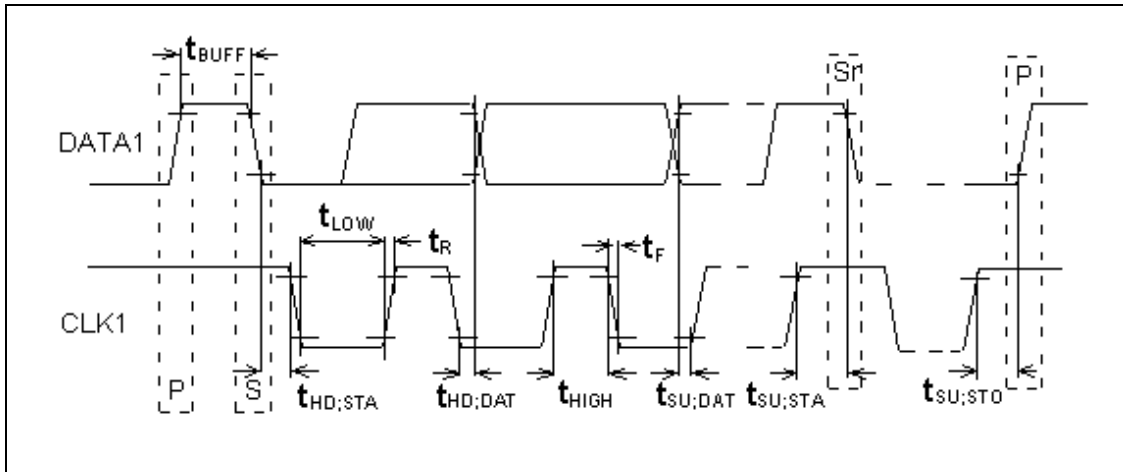 tBUFF
Sr
P
DATA1
tLOW
tR
tF
CLK1
P
S
tHD;STA
tHD;DAT
tHIGH
tSU;DAT
tSU;STA
tSU;STO